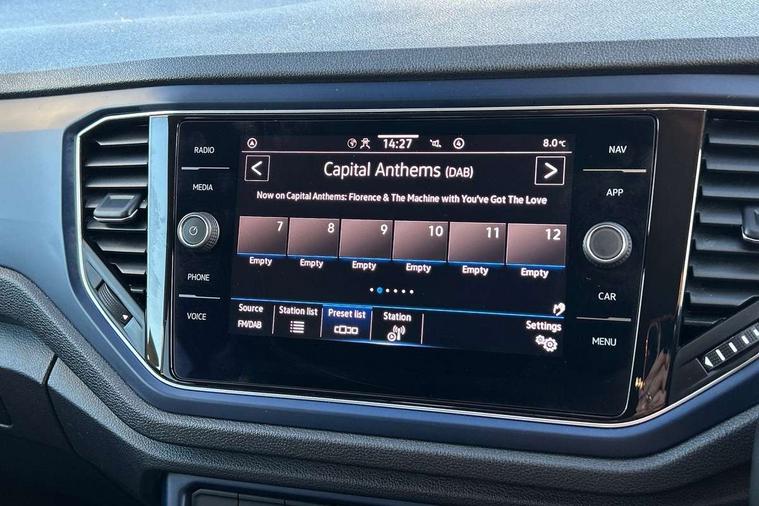 RADIO
MEDIA
PHONE
VOICE
14:27
4
8.0°C
Capital Anthems (DAB)
Now on Capital Anthems: Florence & The Machine with You've Got The Love
7 8 9 10 11 12
Empty Empty Empty Empty Empty Empty
Source Station list Preset list Station Settings
FM/DAB
NAV
APP
CAR
MENU